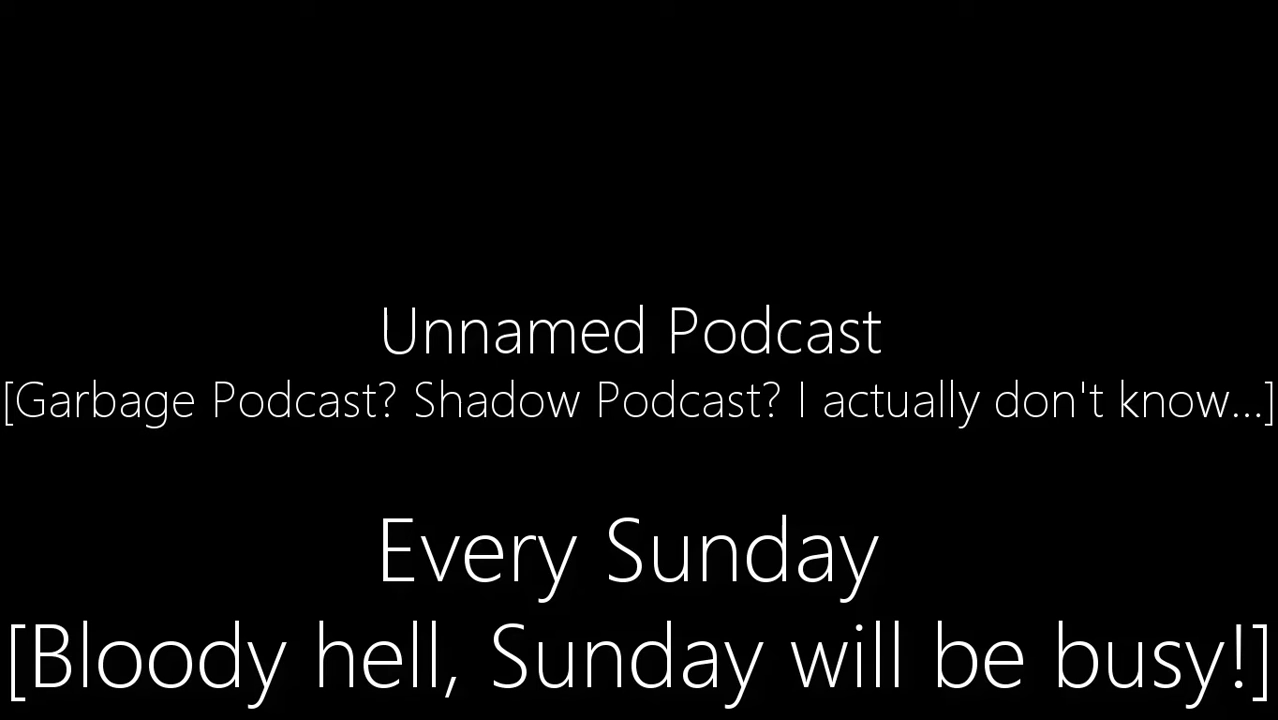 Unnamed Podcast
[Garbage Podcast? Shadow Podcast? I actually don't know...]
Every Sunday
[Bloody hell, Sunday will be busy!]